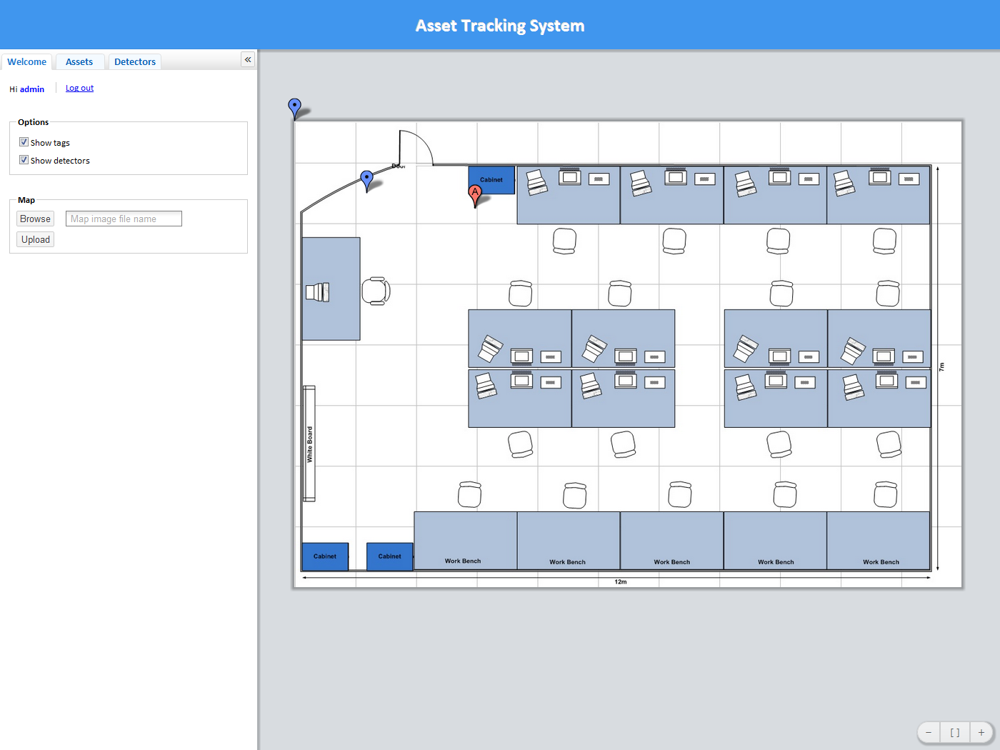 Asset Tracking System
Welcome
Assets
Detectors
«
Hi admin
Log out
Options
Show tags
Show detectors
Map
Browse
Map image file name
Upload
Door
Cabinet
A
7m
White Board
Cabinet
Cabinet
Work Bench
Work Bench
Work Bench
Work Bench
Work Bench
12m
− [ ] +